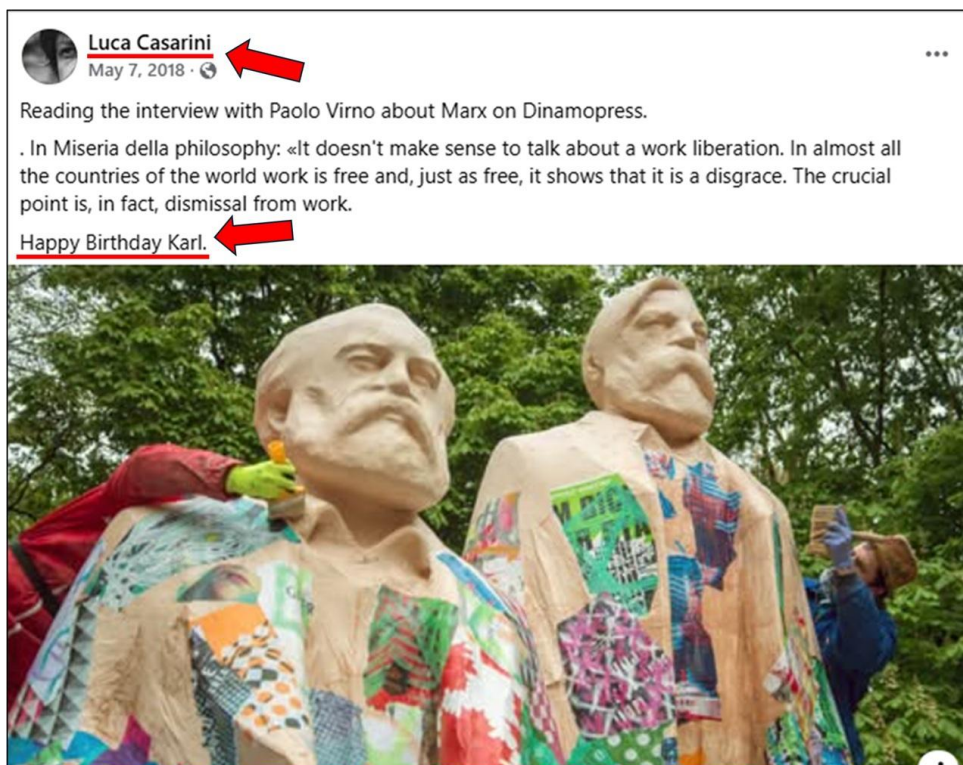 Luca Casarini
May 7, 2018 ·
Reading the interview with Paolo Virno about Marx on Dinamopress.
. In Miseria della philosophy: «It doesn't make sense to talk about a work liberation. In almost all
the countries of the world work is free and, just as free, it shows that it is a disgrace. The crucial
point is, in fact, dismissal from work.
Happy Birthday Karl.